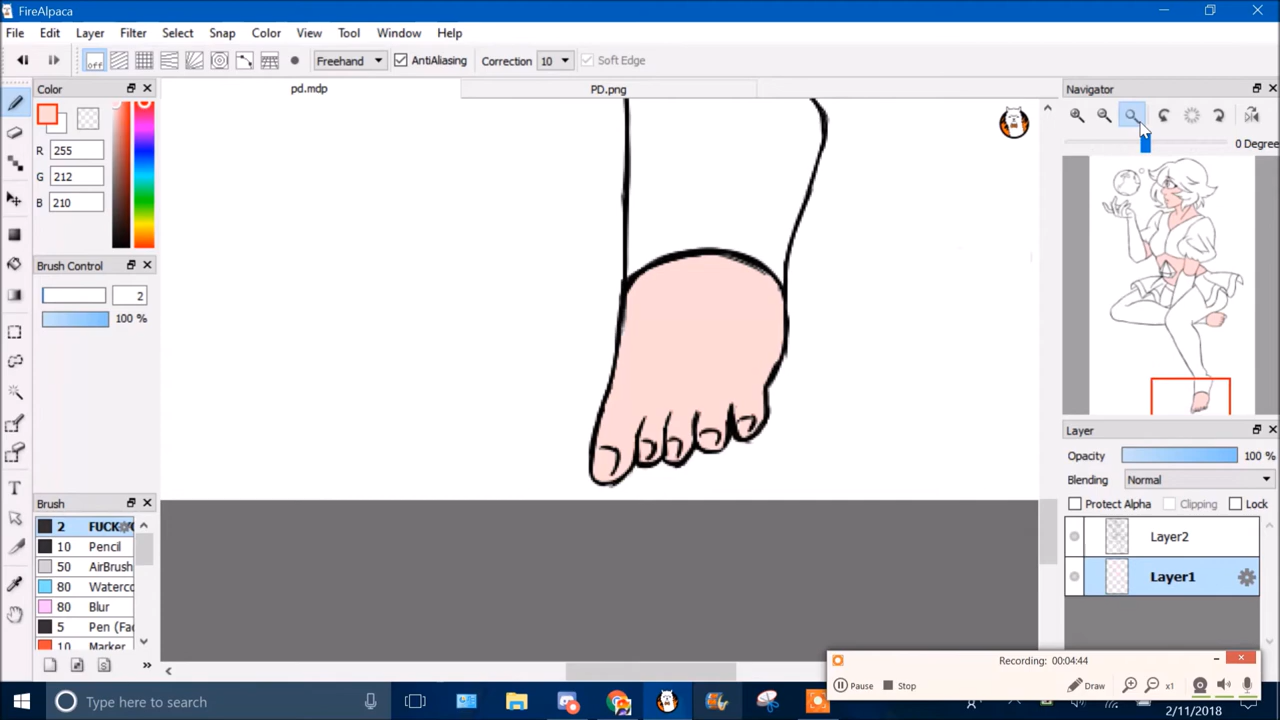 FireAlpaca
File Edit Layer Filter Select Snap Color View Tool Window Help
off Freehand AntiAliasing Correction 10 Soft Edge
Color pd.mdp PD.png Navigator
R 255
G 212
B 210
0 Degree
Brush Control
2
100 %
Layer
Opacity 100 %
Blending Normal
Protect Alpha Clipping Lock
Layer2
Layer1
Brush
2 FUCK
10 Pencil
50 AirBrush
80 Waterco
80 Blur
5 Pen (Fa
10 Marker
T
Recording: 00:04:44
Pause Stop Draw x1
Type here to search
2/11/2018